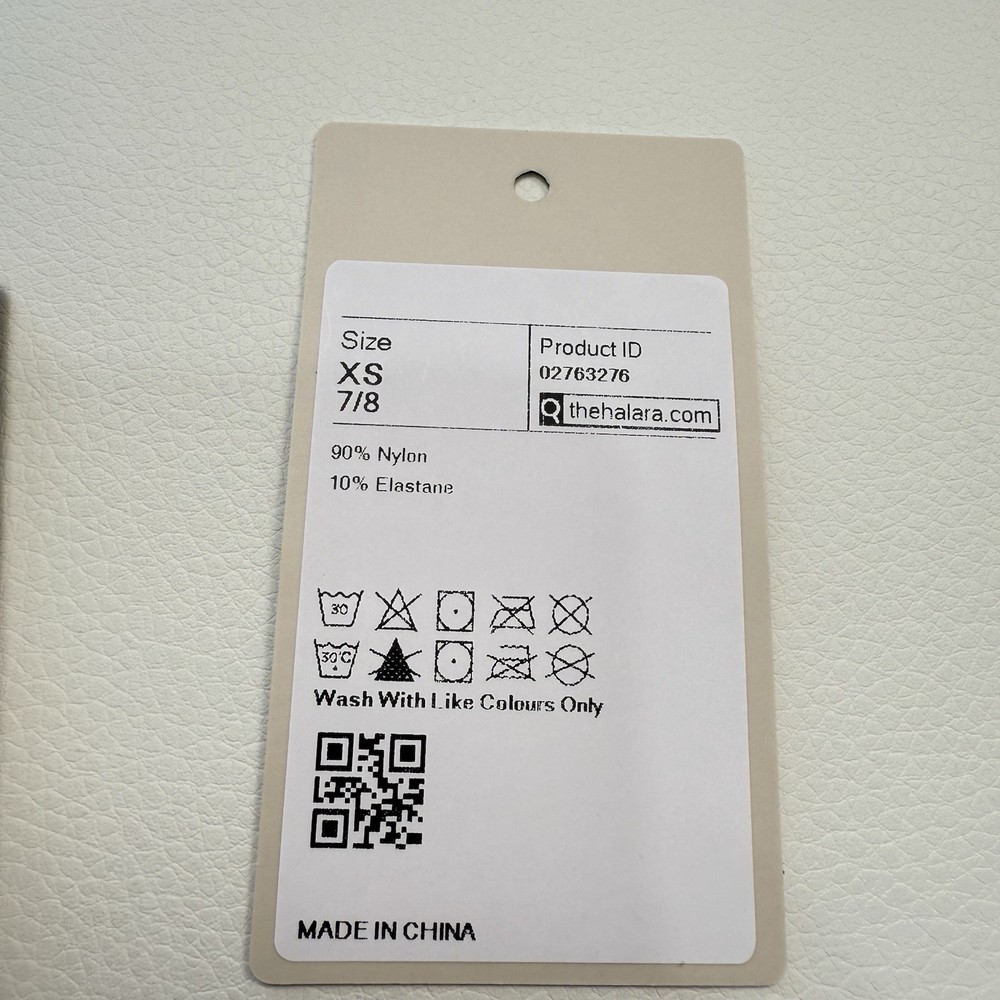 Size
XS
7/8
Product ID
02763276
thehalara.com
90% Nylon
10% Elastane
30
30°C
Wash With Like Colours Only
MADE IN CHINA